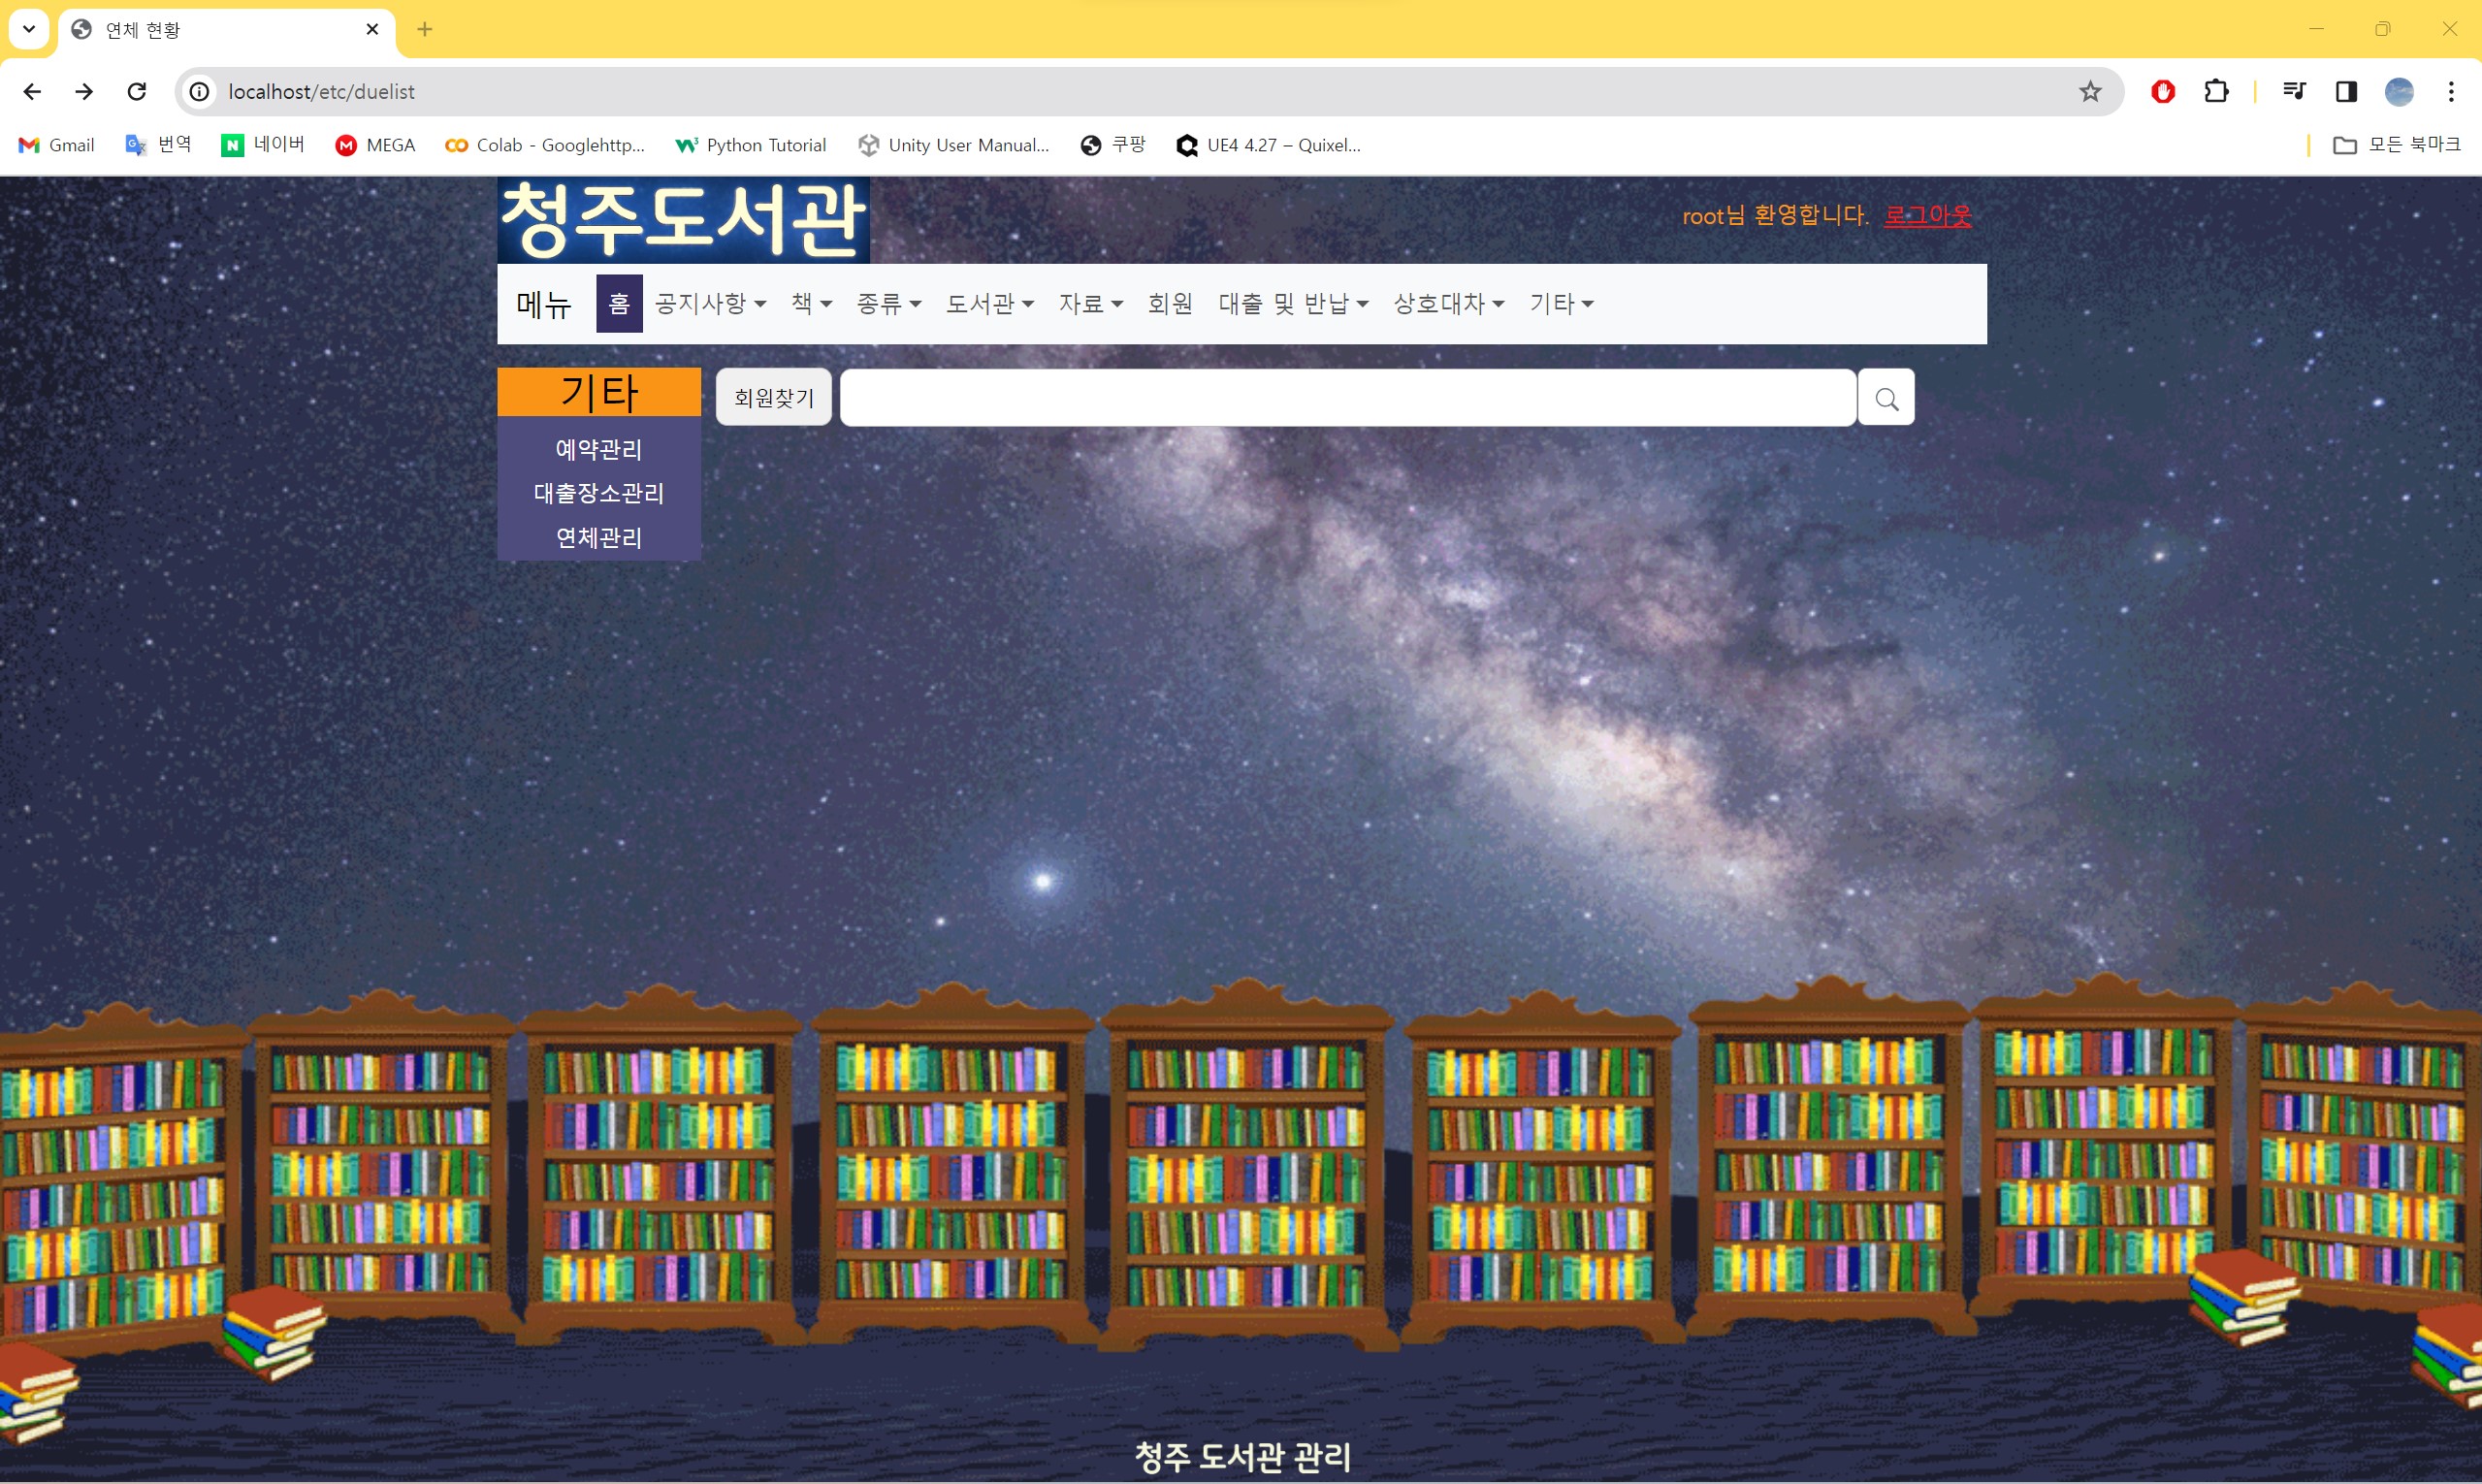 연체 현황
localhost/etc/duelist
Gmail 번역 네이버 MEGA Colab - Googlehttp... Python Tutorial Unity User Manual... 쿠팡 UE4 4.27 – Quixel... 모든 북마크
청주도서관
root님 환영합니다. 로그아웃
메뉴 홈 공지사항 책 종류 도서관 자료 회원 대출 및 반납 상호대차 기타
기타
회원찾기
예약관리
대출장소관리
연체관리
청주 도서관 관리